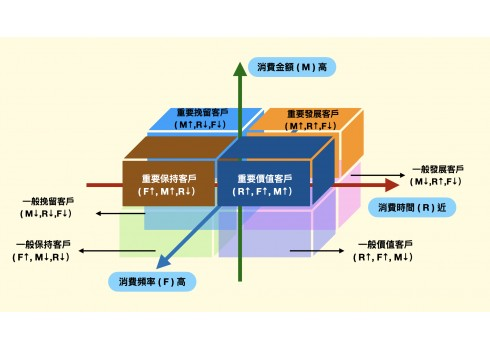 消費金額 ( M ) 高
重要挽留客戶
( M↑,R↓,F↓)
重要發展客戶
( M↑,R↑,F↓)
重要保持客戶
( F↑, M↑,R↓)
重要價值客戶
( R↑, F↑, M↑)
一般發展客戶
( M↓,R↑,F↓)
一般挽留客戶
( M↓,R↓,F↓)
消費時間 ( R ) 近
一般保持客戶
( F↑, M↓,R↓)
一般價值客戶
( R↑, F↑, M↓)
消費頻率 ( F ) 高